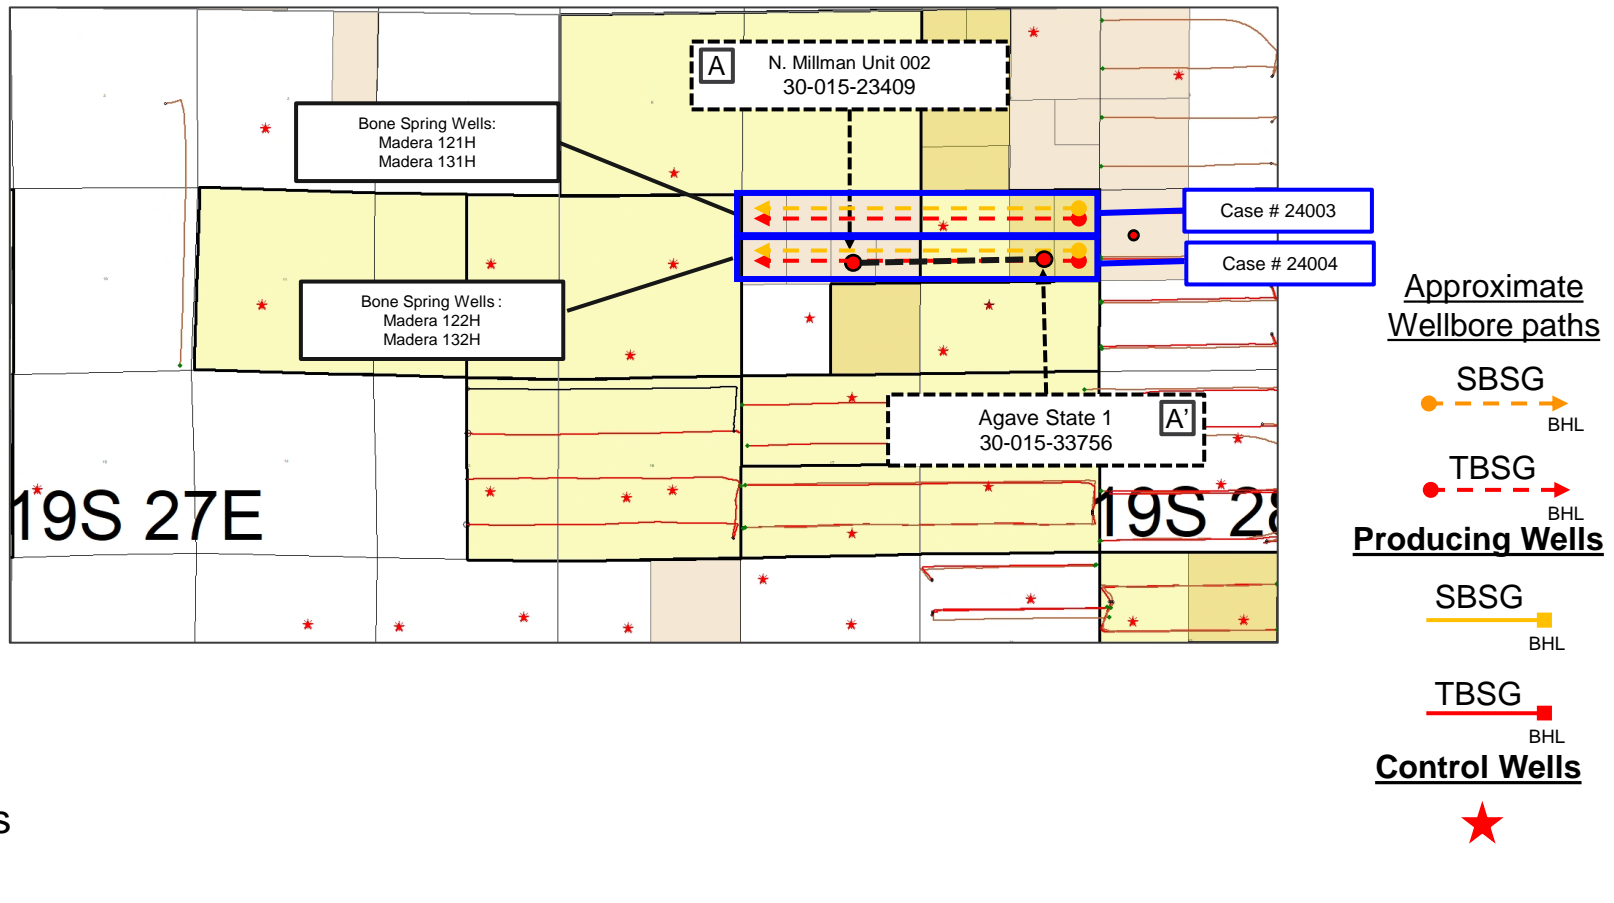 A
N. Millman Unit 002
30-015-23409
Bone Spring Wells:
Madera 121H
Madera 131H
Case # 24003
Case # 24004
Bone Spring Wells :
Madera 122H
Madera 132H
Agave State 1
30-015-33756
A’
19S 27E
19S 28
Approximate
Wellbore paths
SBSG
BHL
TBSG
BHL
Producing Wells
SBSG
BHL
TBSG
BHL
Control Wells
s